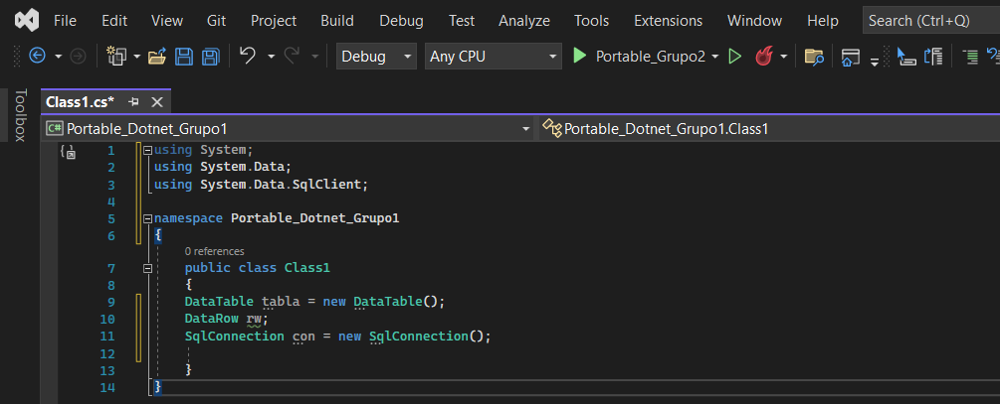 File Edit View Git Project Build Debug Test Analyze Tools Extensions Window Help Search (Ctrl+Q)
Debug Any CPU Portable_Grupo2
Toolbox
Class1.cs*
C# Portable_Dotnet_Grupo1 Portable_Dotnet_Grupo1.Class1
1 using System;
2 using System.Data;
3 using System.Data.SqlClient;
4
5 namespace Portable_Dotnet_Grupo1
6 {
0 references
7 public class Class1
8 {
9 DataTable tabla = new DataTable();
10 DataRow rw;
11 SqlConnection con = new SqlConnection();
12
13 }
14 }